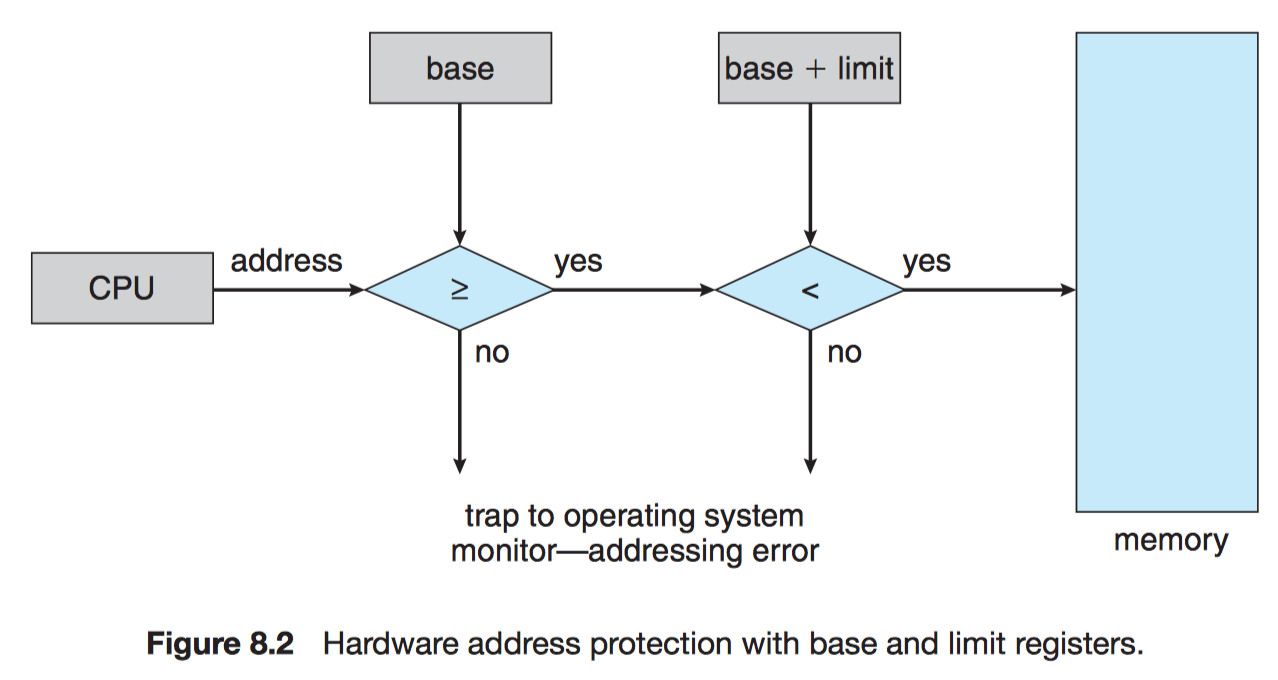 base
base + limit
CPU
address
≥
yes
<
yes
no
no
trap to operating system
monitor—addressing error
memory
Figure 8.2 Hardware address protection with base and limit registers.